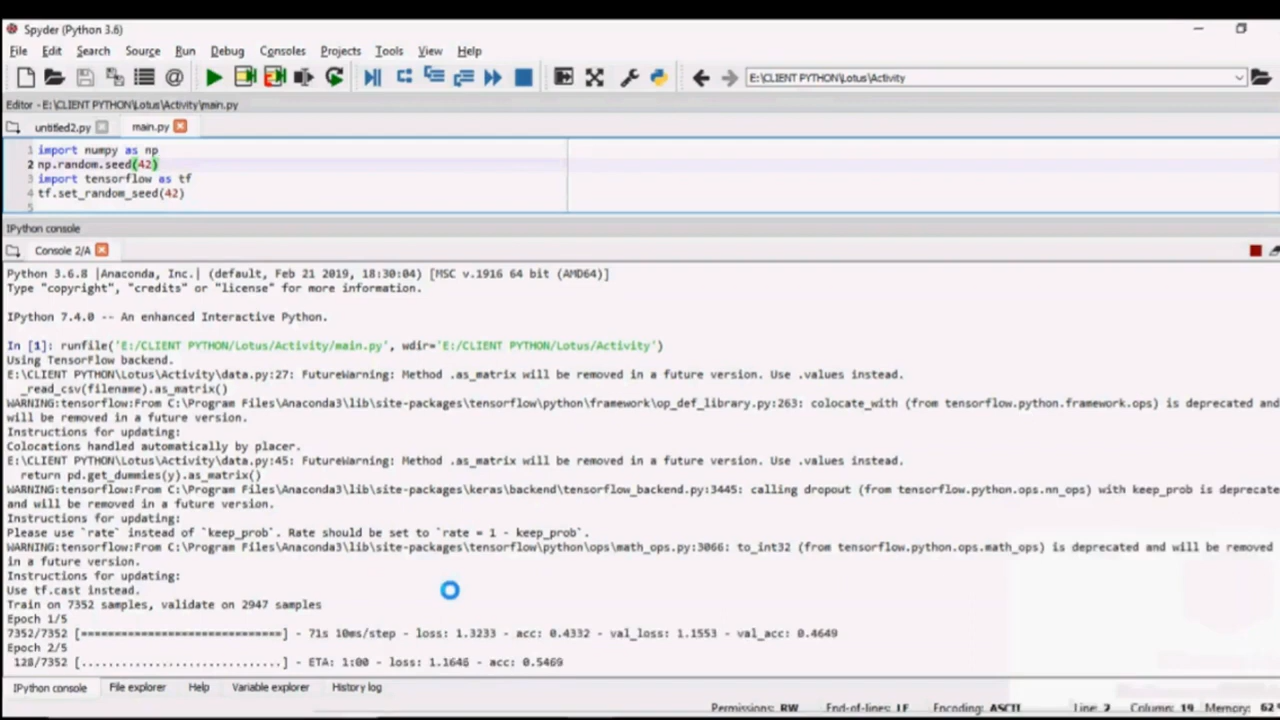 Spyder (Python 3.6)
File Edit Search Source Run Debug Consoles Projects Tools View Help
E:\CLIENT PYTHON\Lotus\Activity
Editor - E:\CLIENT PYTHON\Lotus\Activity\main.py
untitled2.py main.py
1 import numpy as np
2 np.random.seed(42)
3 import tensorflow as tf
4 tf.set_random_seed(42)
5
IPython console
Console 2/A
Python 3.6.8 |Anaconda, Inc.| (default, Feb 21 2019, 18:30:04) [MSC v.1916 64 bit (AMD64)]
Type "copyright", "credits" or "license" for more information.
IPython 7.4.0 -- An enhanced Interactive Python.
In [1]: runfile('E:/CLIENT PYTHON/Lotus/Activity/main.py', wdir='E:/CLIENT PYTHON/Lotus/Activity')
Using TensorFlow backend.
E:\CLIENT PYTHON\Lotus\Activity\data.py:27: FutureWarning: Method .as_matrix will be removed in a future version. Use .values instead.
_read_csv(filename).as_matrix()
WARNING:tensorflow:From C:\Program Files\Anaconda3\lib\site-packages\tensorflow\python\framework\op_def_library.py:263: colocate_with (from tensorflow.python.framework.ops) is deprecated and
will be removed in a future version.
Instructions for updating:
Colocations handled automatically by placer.
E:\CLIENT PYTHON\Lotus\Activity\data.py:45: FutureWarning: Method .as_matrix will be removed in a future version. Use .values instead.
return pd.get_dummies(y).as_matrix()
WARNING:tensorflow:From C:\Program Files\Anaconda3\lib\site-packages\keras\backend\tensorflow_backend.py:3445: calling dropout (from tensorflow.python.ops.nn_ops) with keep_prob is deprecate
and will be removed in a future version.
Instructions for updating:
Please use `rate` instead of `keep_prob`. Rate should be set to `rate = 1 - keep_prob`.
WARNING:tensorflow:From C:\Program Files\Anaconda3\lib\site-packages\tensorflow\python\ops\math_ops.py:3066: to_int32 (from tensorflow.python.ops.math_ops) is deprecated and will be removed
in a future version.
Instructions for updating:
Use tf.cast instead.
Train on 7352 samples, validate on 2947 samples
Epoch 1/5
7352/7352 [==============================] - 71s 10ms/step - loss: 1.3233 - acc: 0.4332 - val_loss: 1.1553 - val_acc: 0.4649
Epoch 2/5
128/7352 [..............................] - ETA: 1:00 - loss: 1.1646 - acc: 0.5469
IPython console File explorer Help Variable explorer History log
Permissions: RW End-of-lines: LF Encoding: ASCII Line: 2 Column: 19 Memory: 62